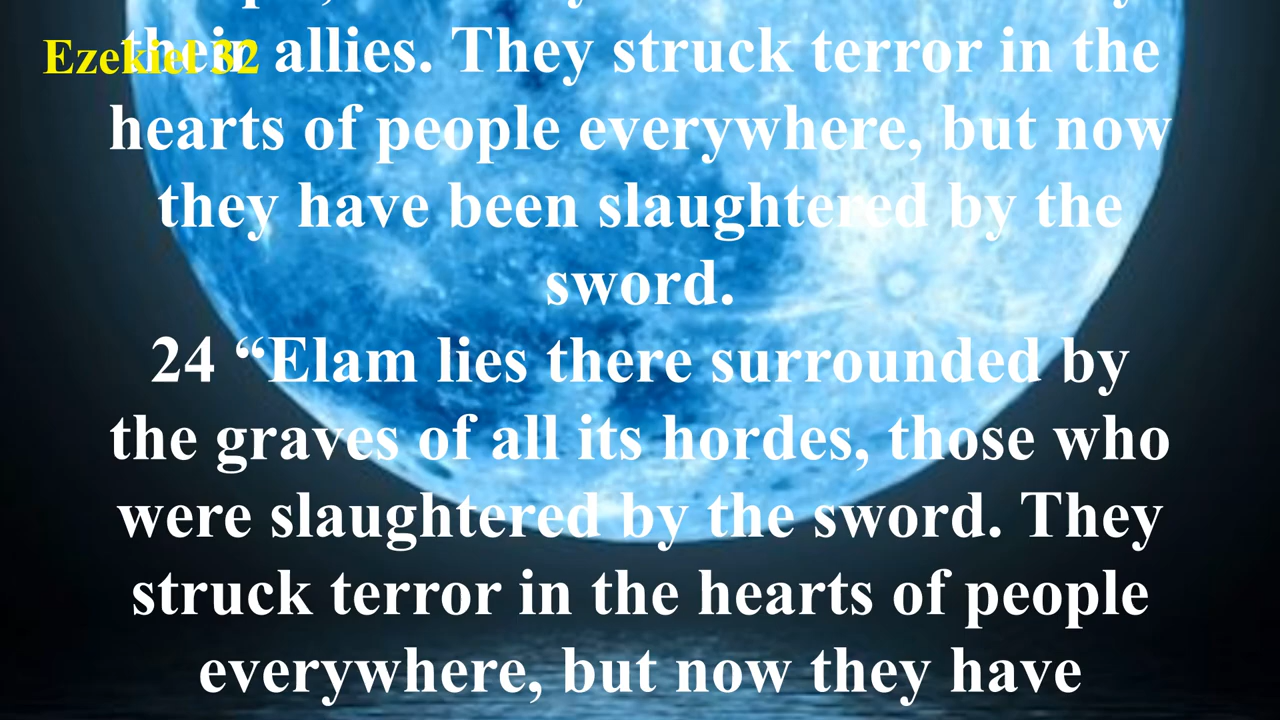 Ezekiel 32
their allies. They struck terror in the
hearts of people everywhere, but now
they have been slaughtered by the
sword.
24 “Elam lies there surrounded by
the graves of all its hordes, those who
were slaughtered by the sword. They
struck terror in the hearts of people
everywhere, but now they have